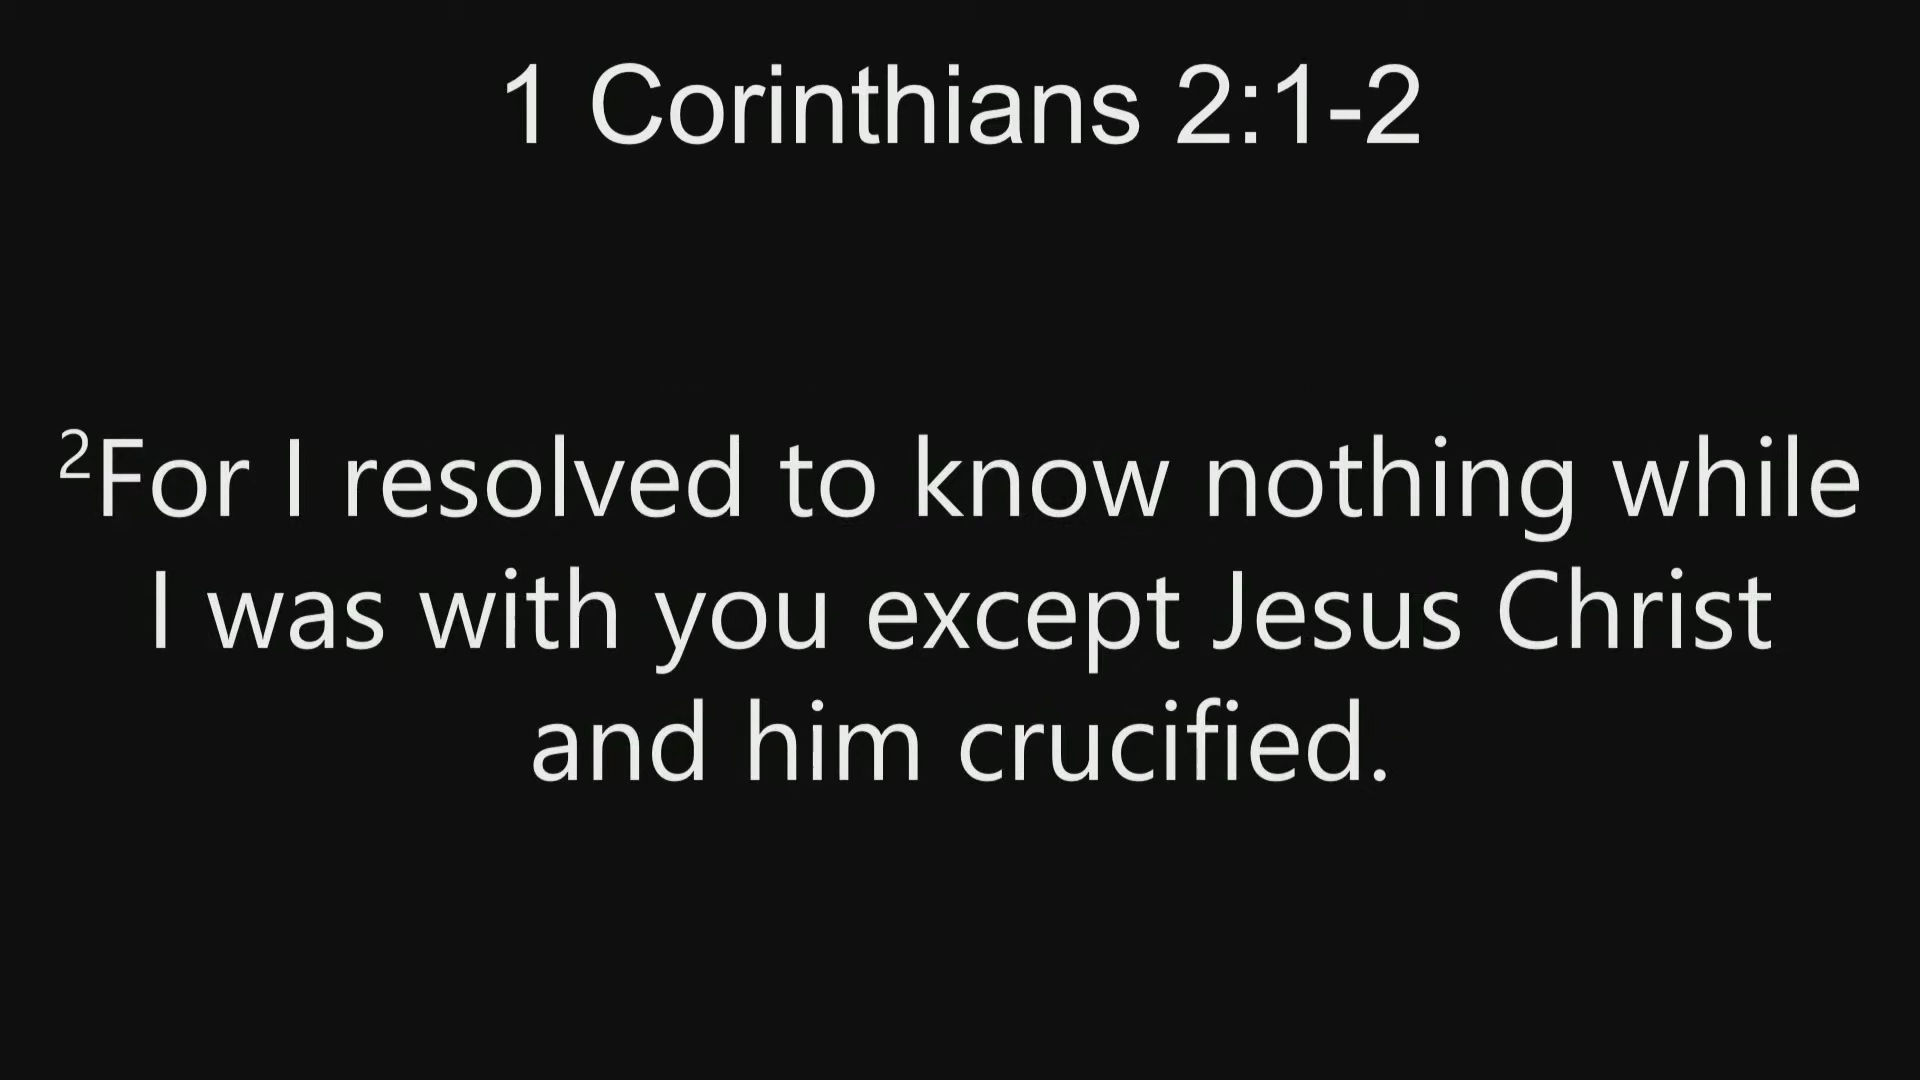 1 Corinthians 2:1-2
²For I resolved to know nothing while
I was with you except Jesus Christ
and him crucified.